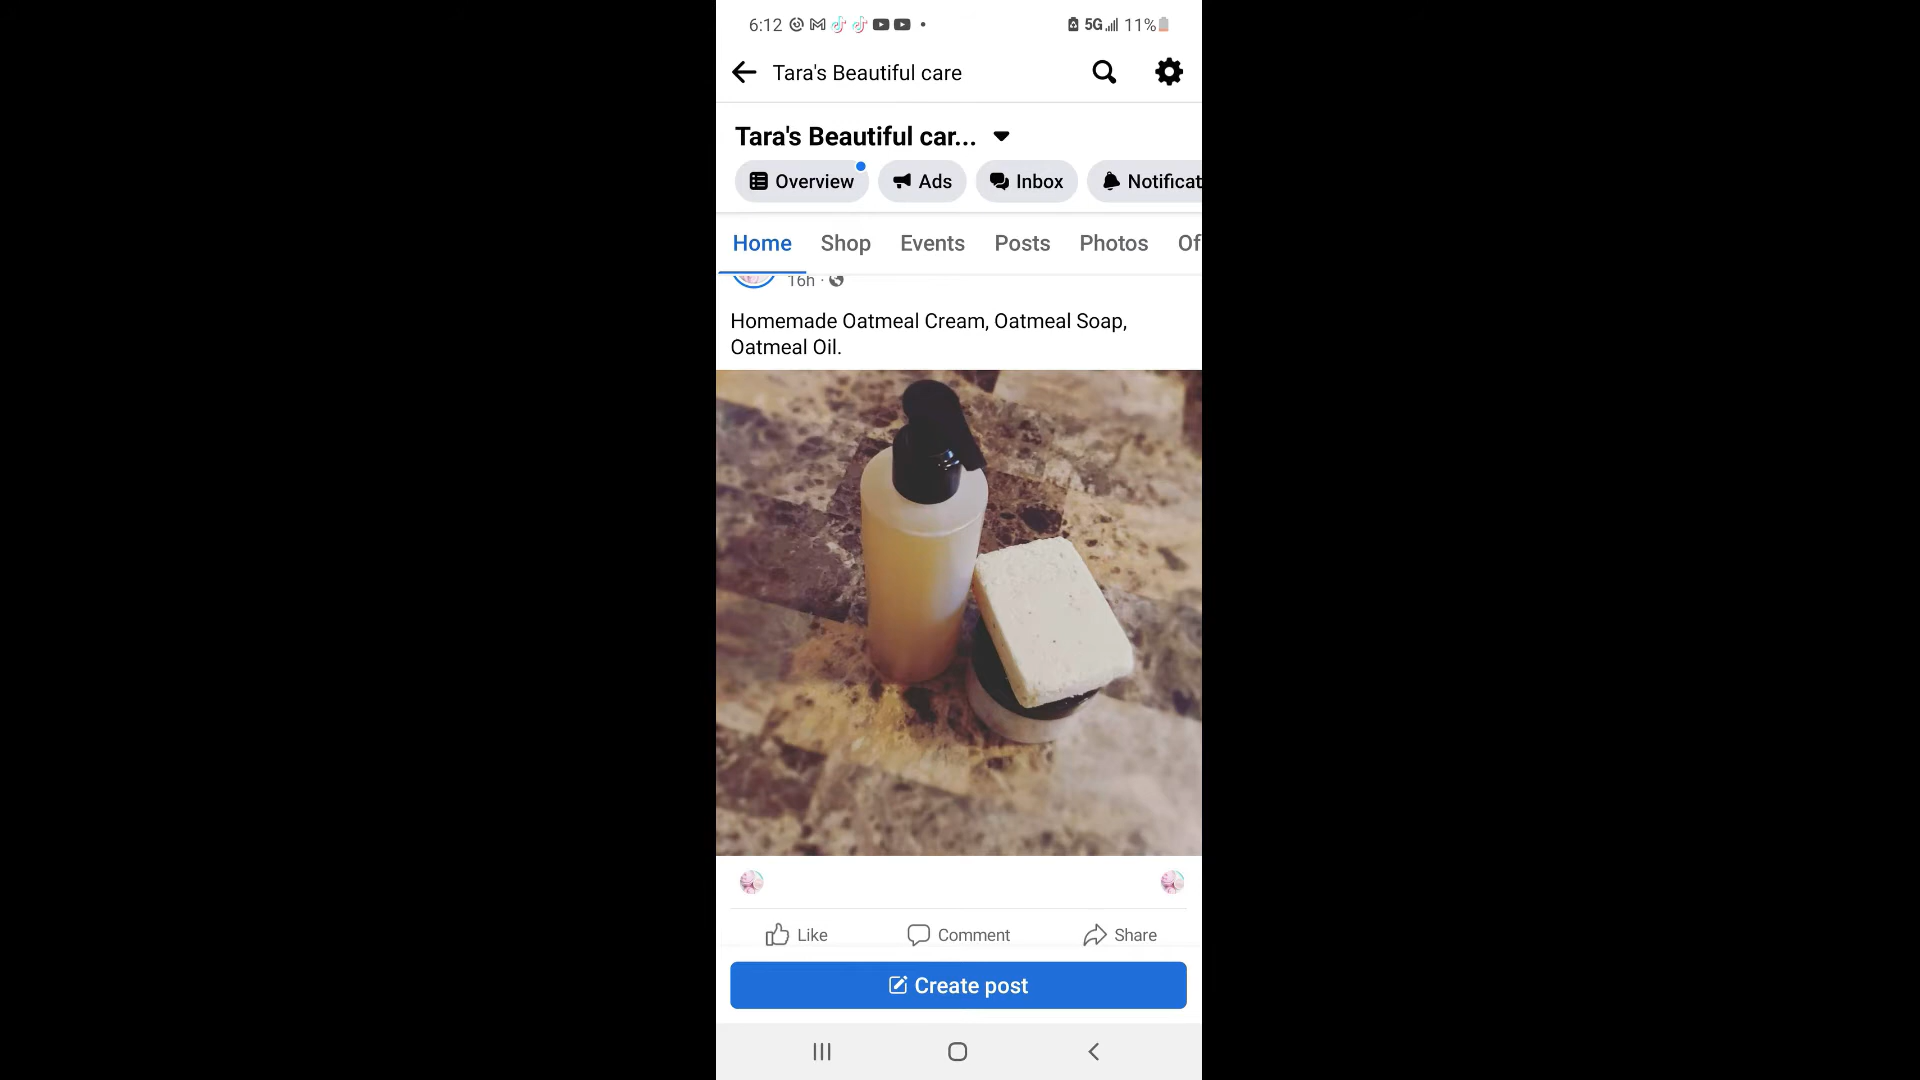 6:12 5G 11%
Tara's Beautiful care
Tara's Beautiful car...
Overview Ads Inbox Notificat
Home Shop Events Posts Photos Of
16h ·
Homemade Oatmeal Cream, Oatmeal Soap,
Oatmeal Oil.
Like Comment Share
Create post